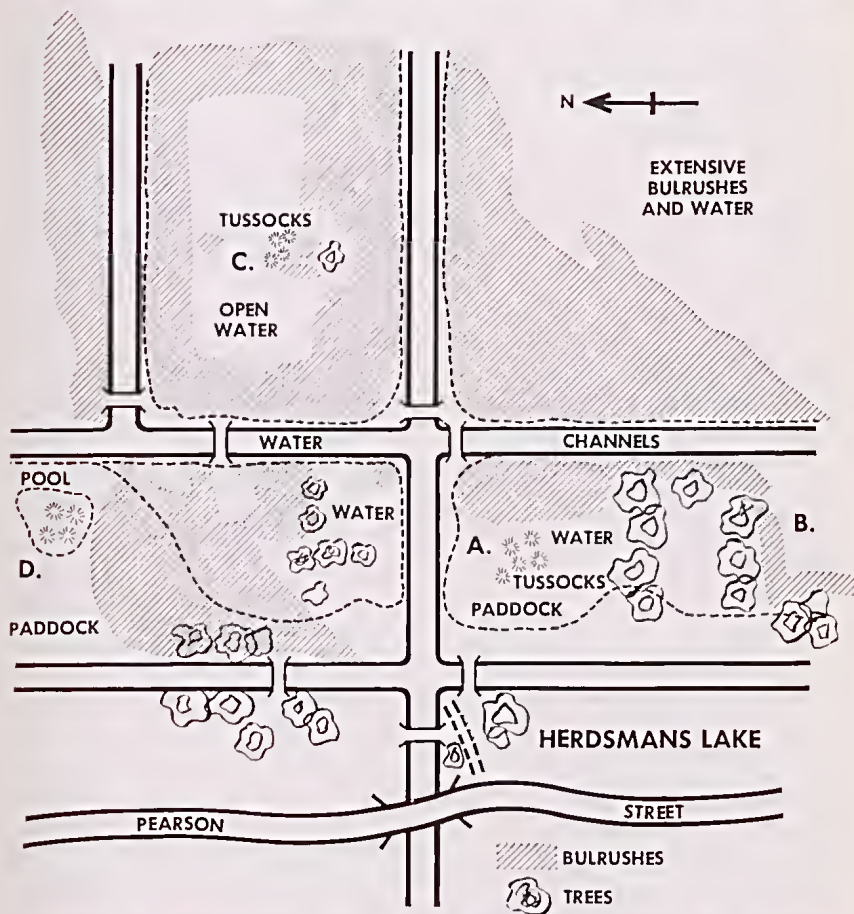 N
EXTENSIVE
BULRUSHES
AND WATER
TUSSOCKS
C.
OPEN
WATER
WATER
CHANNELS
POOL
WATER
A.
WATER
B.
D.
TUSSOCKS
PADDOCK
PADDOCK
HERDSMANS LAKE
PEARSON
STREET
BULRUSHES
TREES